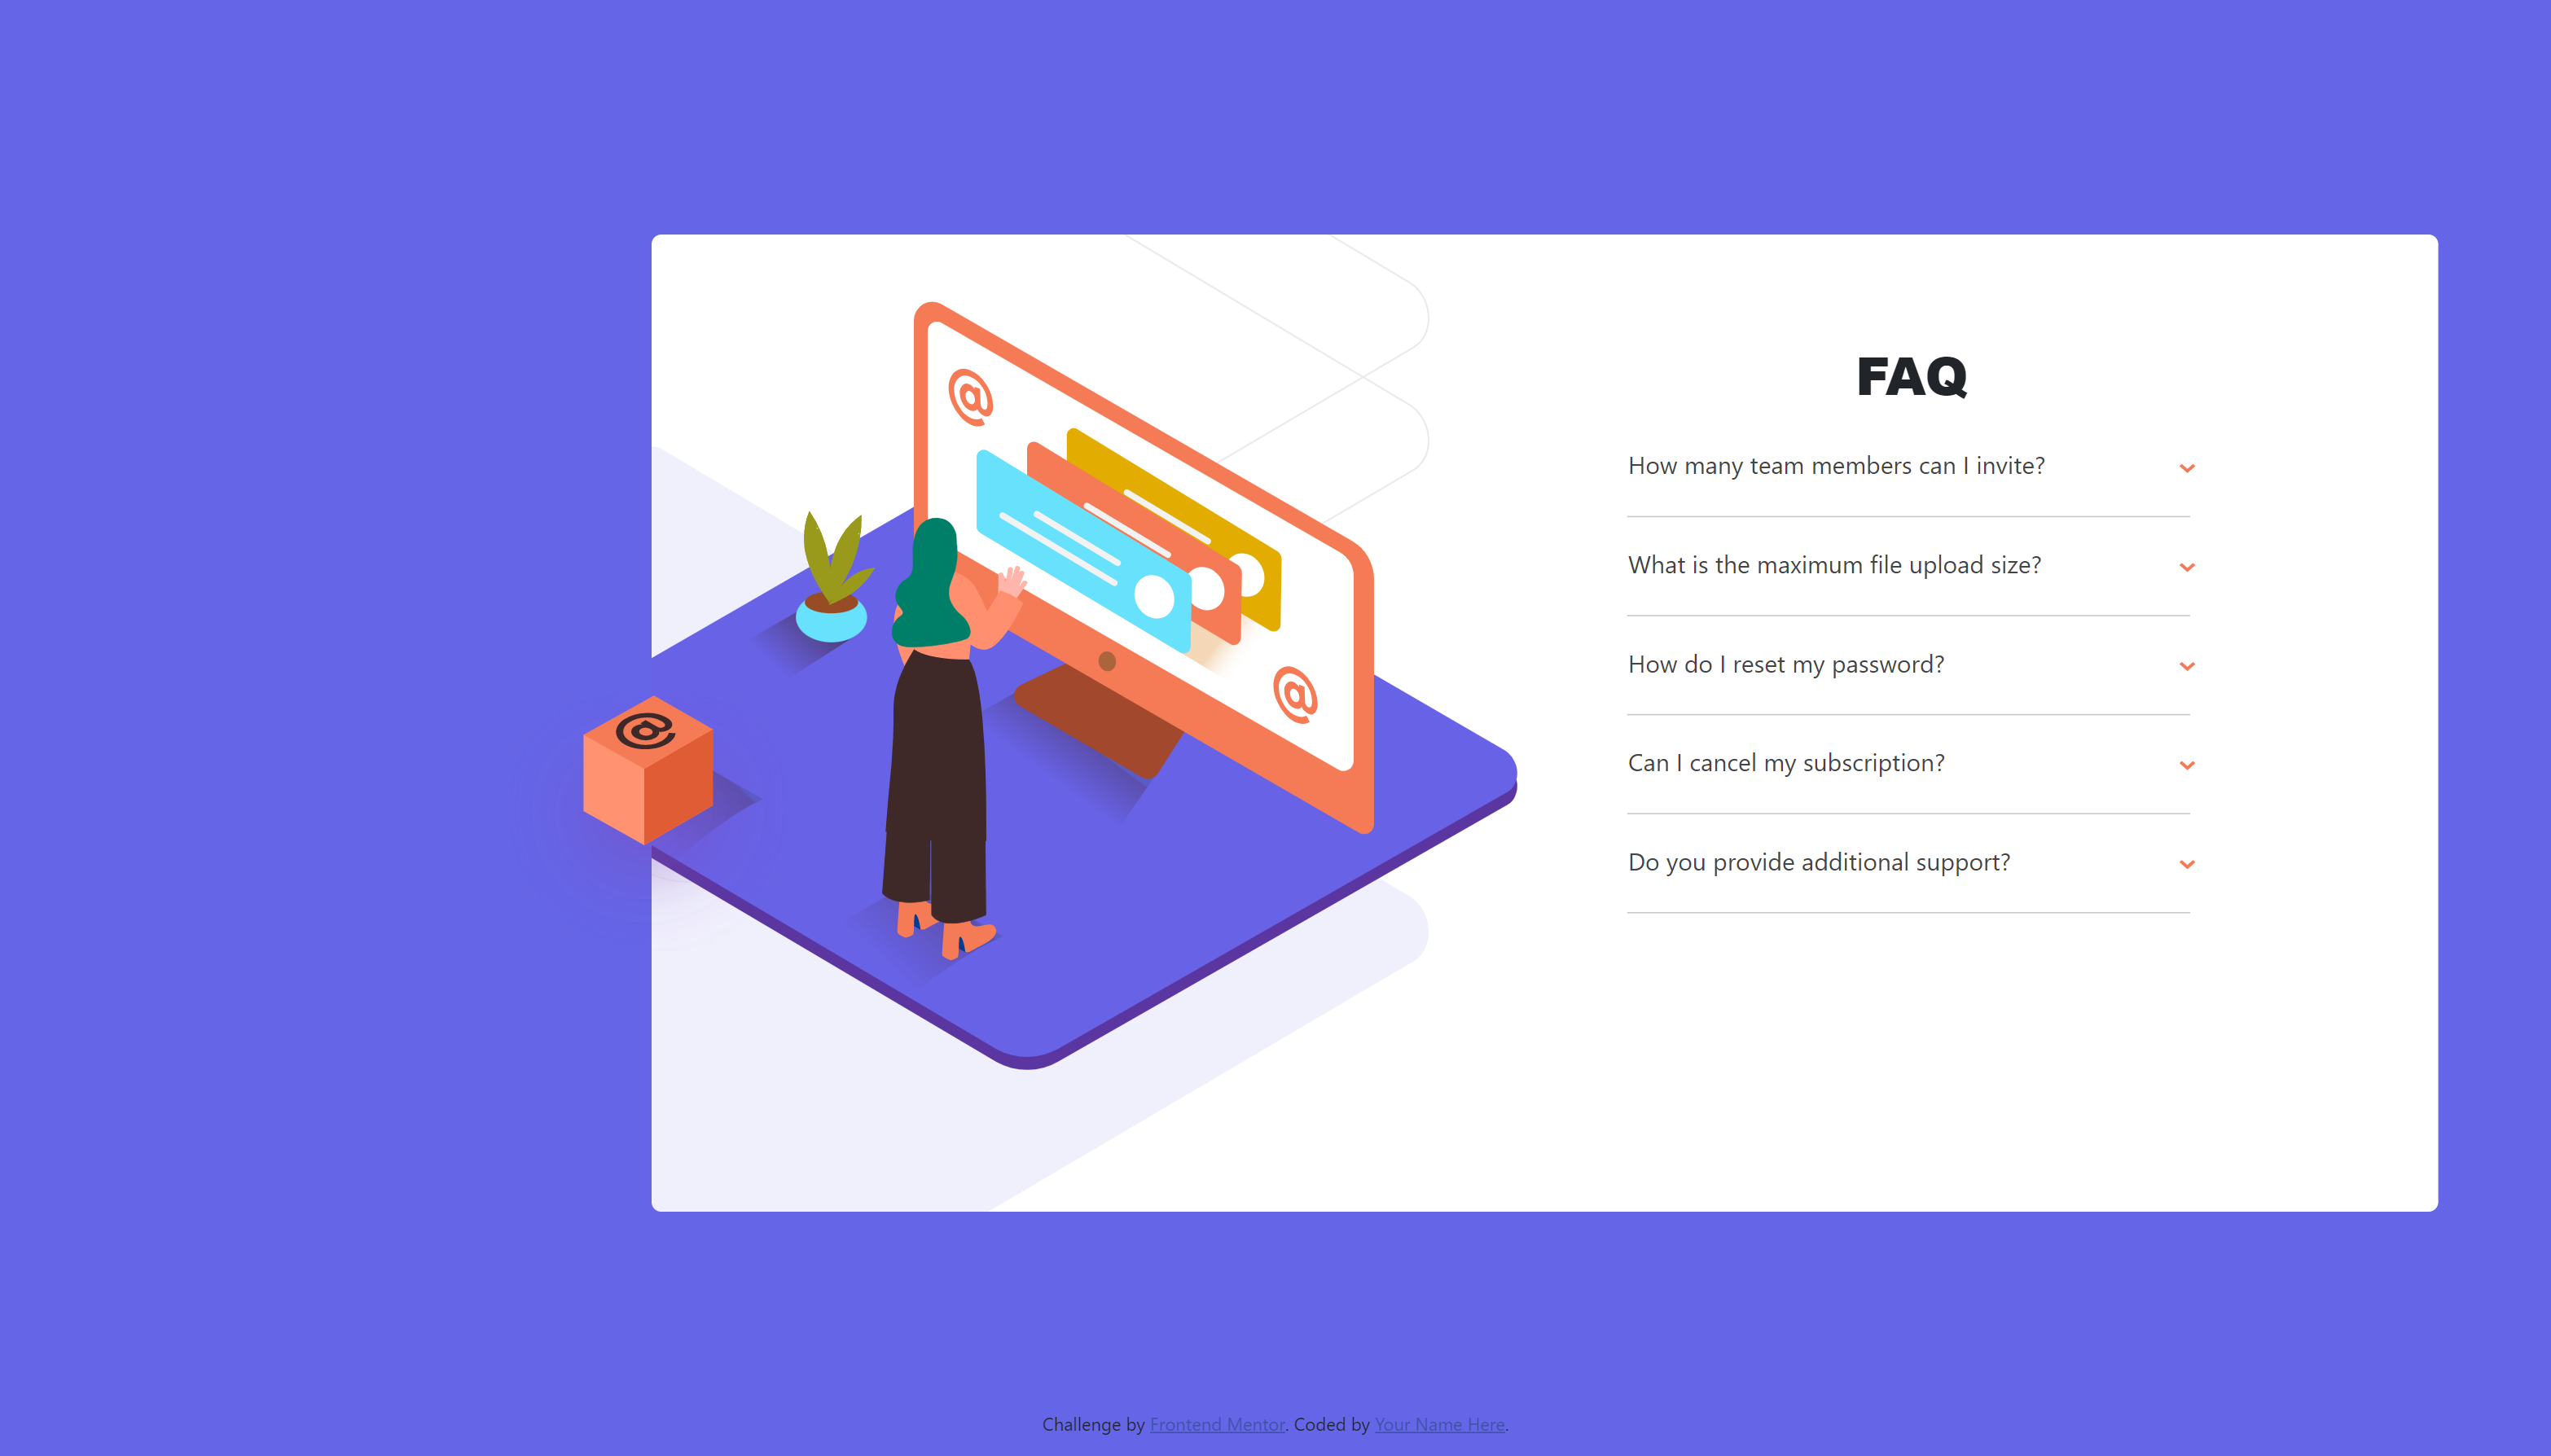 @
FAQ
How many team members can I invite?
What is the maximum file upload size?
How do I reset my password?
@
@
Can I cancel my subscription?
Do you provide additional support?
Challenge by Frontend Mentor. Coded by Your Name Here.